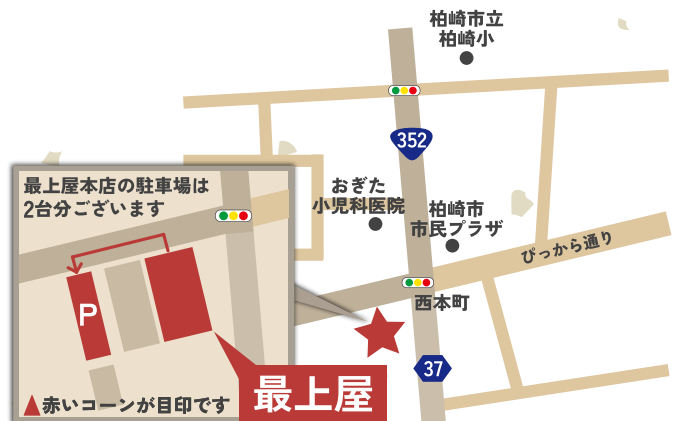 柏崎市立
柏崎小
352
おぎた
小児科医院
柏崎市
市民プラザ
ぴっから通り
西本町
37
最上屋本店の駐車場は
2台分ございます
P
赤いコーンが目印です
最上屋